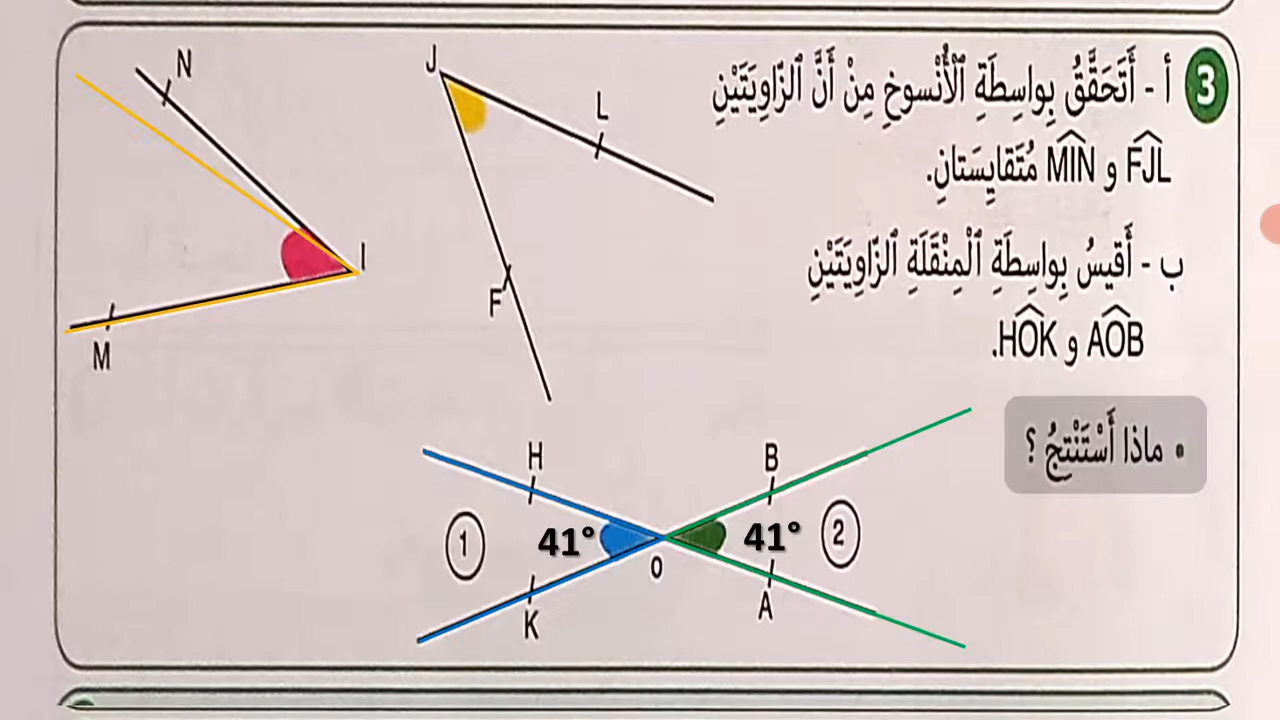 3 أ - أَتَحَقَّقُ بِواسِطَةِ ٱلْأُنْسوخِ مِنْ أَنَّ ٱلزّاوِيَتَيْنِ
FĴL و MÎN مُتَقايِسَتانِ.
ب - أَقيسُ بِواسِطَةِ ٱلْمِنْقَلَةِ ٱلزّاوِيَتَيْنِ
AÔB و HÔK.
• ماذا أَسْتَنْتِجُ ؟
N
I
M
J
L
F
H
B
1
41°
41°
2
O
K
A